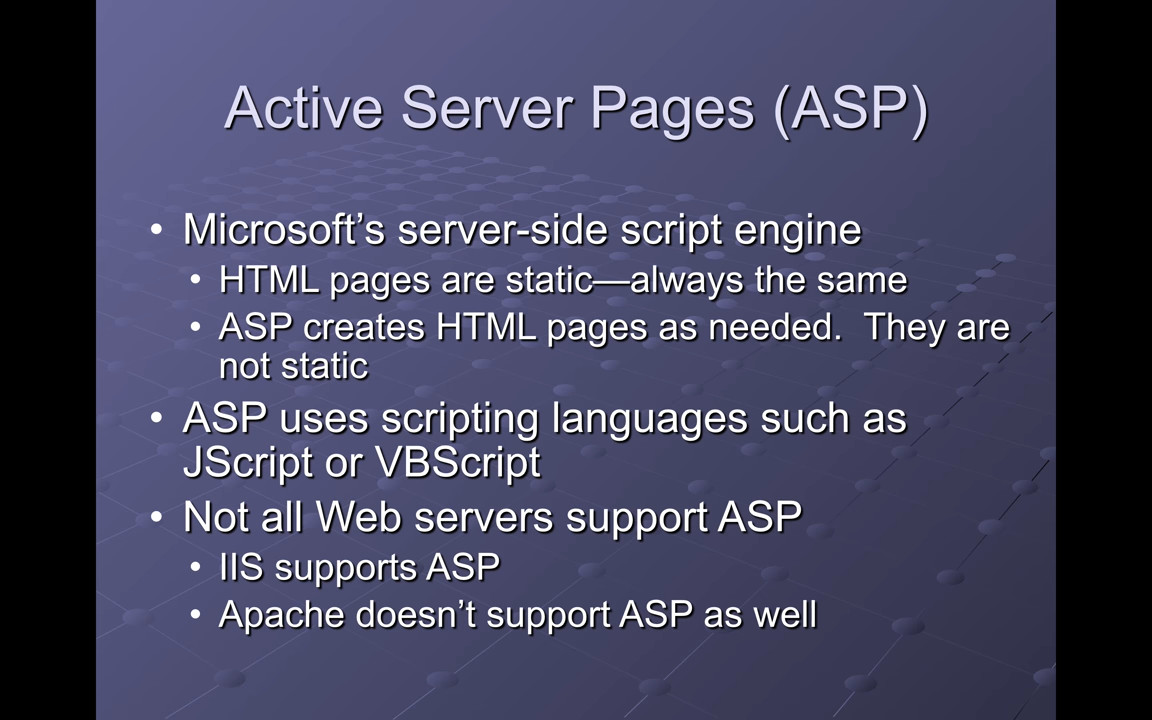 Active Server Pages (ASP)
• Microsoft’s server-side script engine
• HTML pages are static—always the same
• ASP creates HTML pages as needed.  They are
not static
• ASP uses scripting languages such as
JScript or VBScript
• Not all Web servers support ASP
• IIS supports ASP
• Apache doesn’t support ASP as well